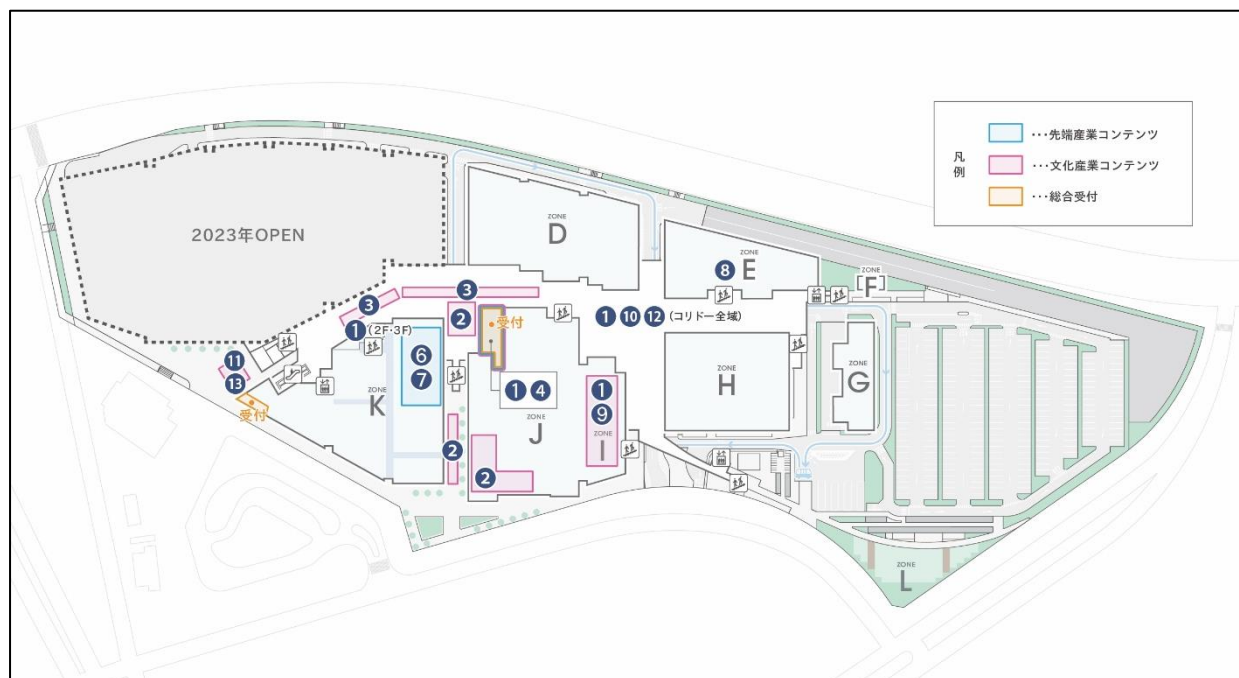 凡例
・・・先端産業コンテンツ
・・・文化産業コンテンツ
・・・総合受付
2023年OPEN
ZONE
D
ZONE
E
8
ZONE
F
3
3
2
受付
1 10 12 (コリドー全域)
1 (2F・3F)
6
7
11
13
受付
ZONE
K
1 4
ZONE
J
1
9
ZONE
I
ZONE
H
ZONE
G
2
2
ZONE
L